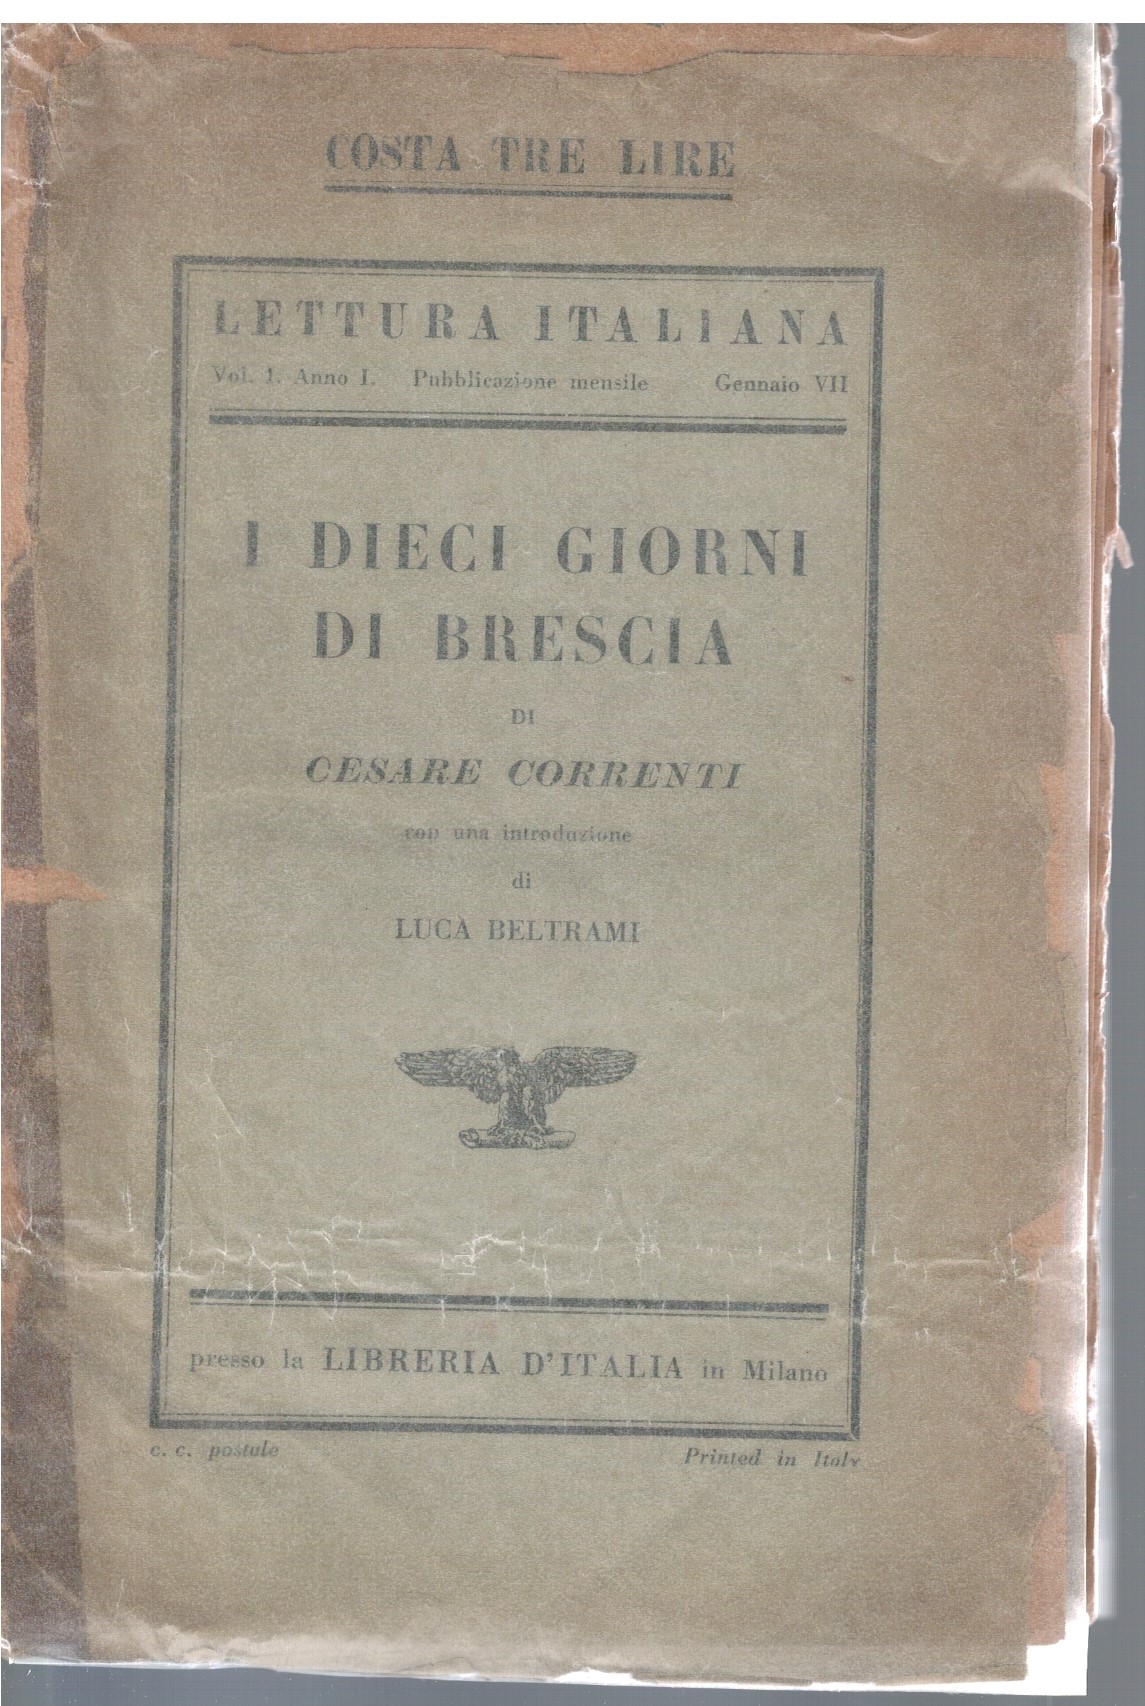 COSTA TRE LIRE
LETTURA ITALIANA
Vol. 1. Anno I. Pubblicazione mensile Gennaio VII
I DIECI GIORNI
DI BRESCIA
DI
CESARE CORRENTI
con una introduzione
di
LUCA BELTRAMI
presso la LIBRERIA D'ITALIA in Milano
c. c. postale Printed in Italy